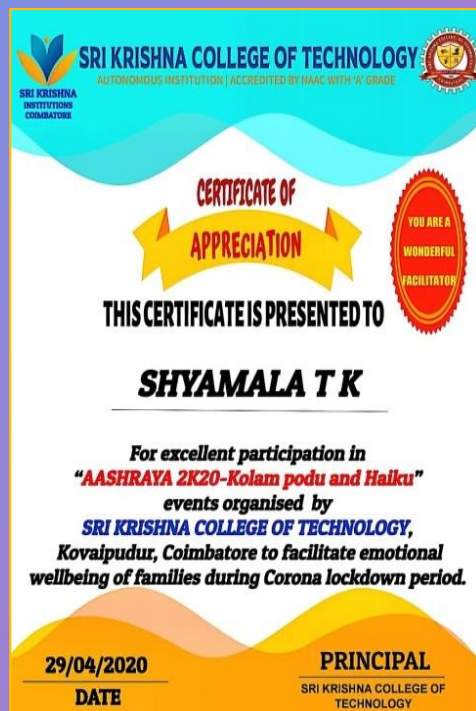 SRI KRISHNA COLLEGE OF TECHNOLOGY
AUTONOMOUS INSTITUTION | ACCREDITED BY NAAC WITH ‘A’ GRADE
SRI KRISHNA
INSTITUTIONS
COIMBATORE
CERTIFICATE OF
APPRECIATION
YOU ARE A
WONDERFUL
FACILITATOR
THIS CERTIFICATE IS PRESENTED TO
SHYAMALA T K
For excellent participation in
“AASHRAYA 2K20-Kolam podu and Haiku”
events organised by
SRI KRISHNA COLLEGE OF TECHNOLOGY,
Kovaipudur, Coimbatore to facilitate emotional
wellbeing of families during Corona lockdown period.
29/04/2020
DATE
PRINCIPAL
SRI KRISHNA COLLEGE OF
TECHNOLOGY